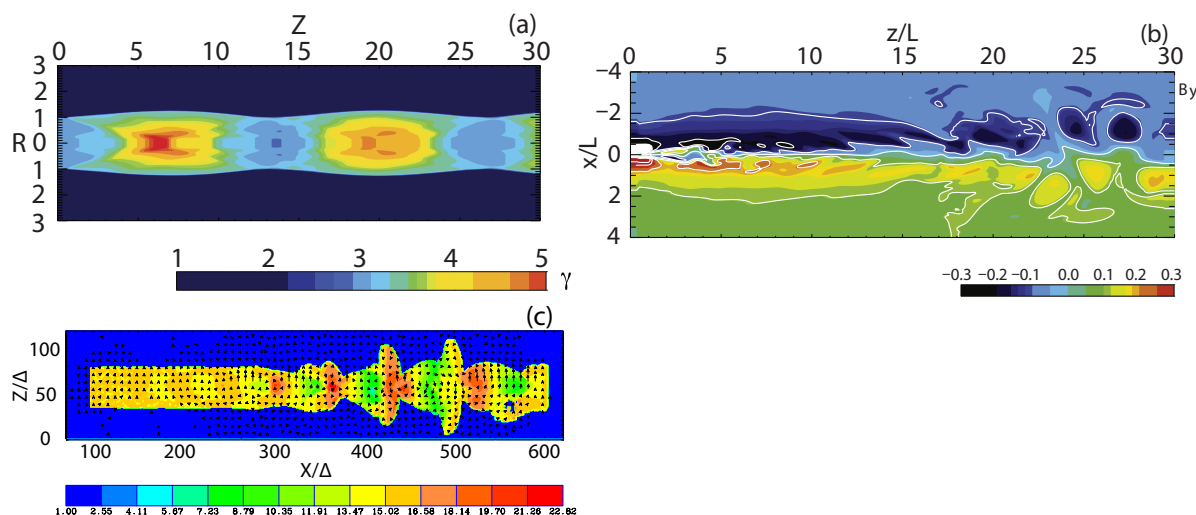 Z (a)
0 5 10 15 20 25 30
3
2
1
R 0
1
2
3
1 2 3 4 5 γ
z/L (b)
0 5 10 15 20 25 30
−4
−2
0
2
4
x/L
By
−0.3 −0.2 −0.1 0.0 0.1 0.2 0.3
(c)
100
50
0
Z/Δ
100 200 300 400 500 600
X/Δ
1.00 2.55 4.11 5.67 7.23 8.79 10.35 11.91 13.47 15.02 16.58 18.14 19.70 21.26 22.82